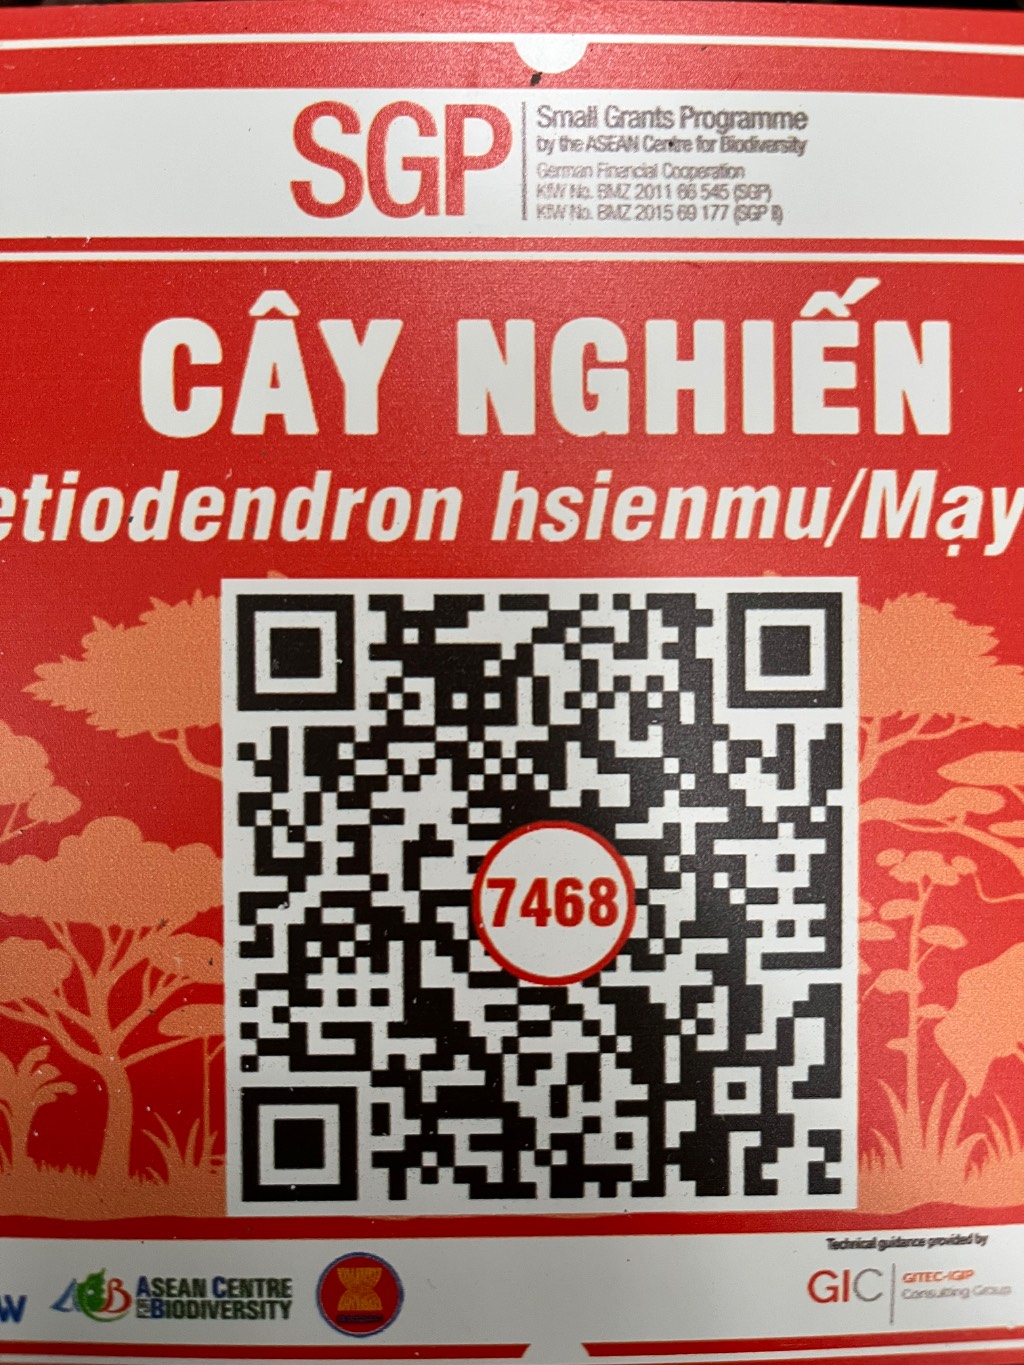 SGP
Small Grants Programme
by the ASEAN Centre for Biodiversity
German Financial Cooperation
KfW No. BMZ 2011 66 545 (SGP)
KfW No. BMZ 2015 69 177 (SGP II)
CÂY NGHIẾN
etiodendron hsienmu/Mạy
7468
W
ASEAN CENTRE
FOR BIODIVERSITY
Technical guidance provided by
GIC
GITEC-IGIP
Consulting Group